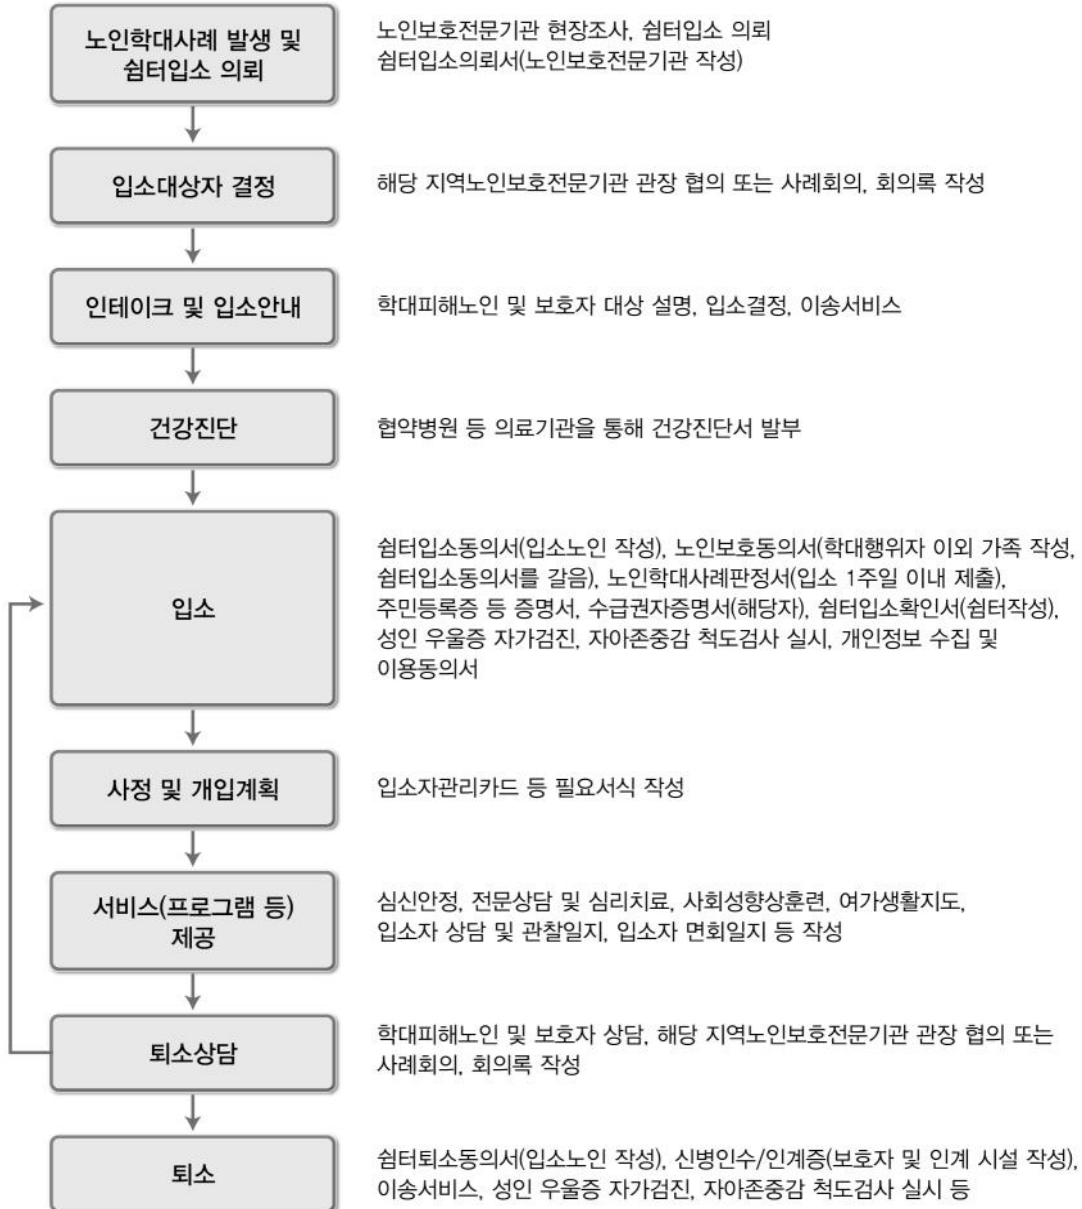 노인학대사례 발생 및
쉼터입소 의뢰
노인보호전문기관 현장조사, 쉼터입소 의뢰
쉼터입소의뢰서(노인보호전문기관 작성)
입소대상자 결정
해당 지역노인보호전문기관 관장 협의 또는 사례회의, 회의록 작성
인테이크 및 입소안내
학대피해노인 및 보호자 대상 설명, 입소결정, 이송서비스
건강진단
협약병원 등 의료기관을 통해 건강진단서 발부
입소
쉼터입소동의서(입소노인 작성), 노인보호동의서(학대행위자 이외 가족 작성,
쉼터입소동의서를 갈음), 노인학대사례판정서(입소 1주일 이내 제출),
주민등록증 등 증명서, 수급권자증명서(해당자), 쉼터입소확인서(쉼터작성),
성인 우울증 자가검진, 자아존중감 척도검사 실시, 개인정보 수집 및
이용동의서
사정 및 개입계획
입소자관리카드 등 필요서식 작성
서비스(프로그램 등)
제공
심신안정, 전문상담 및 심리치료, 사회성향상훈련, 여가생활지도,
입소자 상담 및 관찰일지, 입소자 면회일지 등 작성
퇴소상담
학대피해노인 및 보호자 상담, 해당 지역노인보호전문기관 관장 협의 또는
사례회의, 회의록 작성
퇴소
쉼터퇴소동의서(입소노인 작성), 신병인수/인계증(보호자 및 인계 시설 작성),
이송서비스, 성인 우울증 자가검진, 자아존중감 척도검사 실시 등